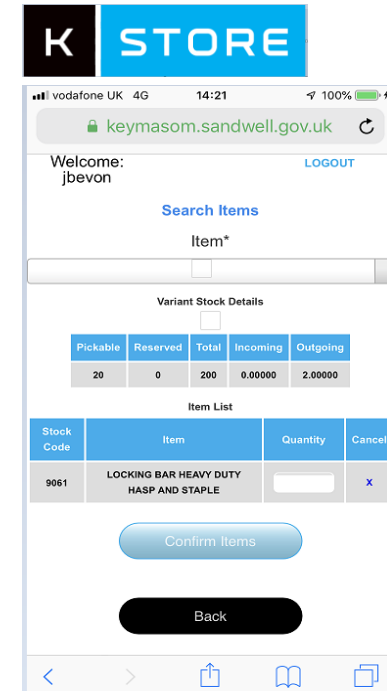 K STORE
vodafone UK 4G 14:21 100%
keymasom.sandwell.gov.uk
Welcome: LOGOUT
jbevon
Search Items
Item*
Variant Stock Details
Pickable Reserved Total Incoming Outgoing
20 0 200 0.00000 2.00000
Item List
Stock Code Item Quantity Cancel
9061 LOCKING BAR HEAVY DUTY HASP AND STAPLE X
Confirm Items
Back